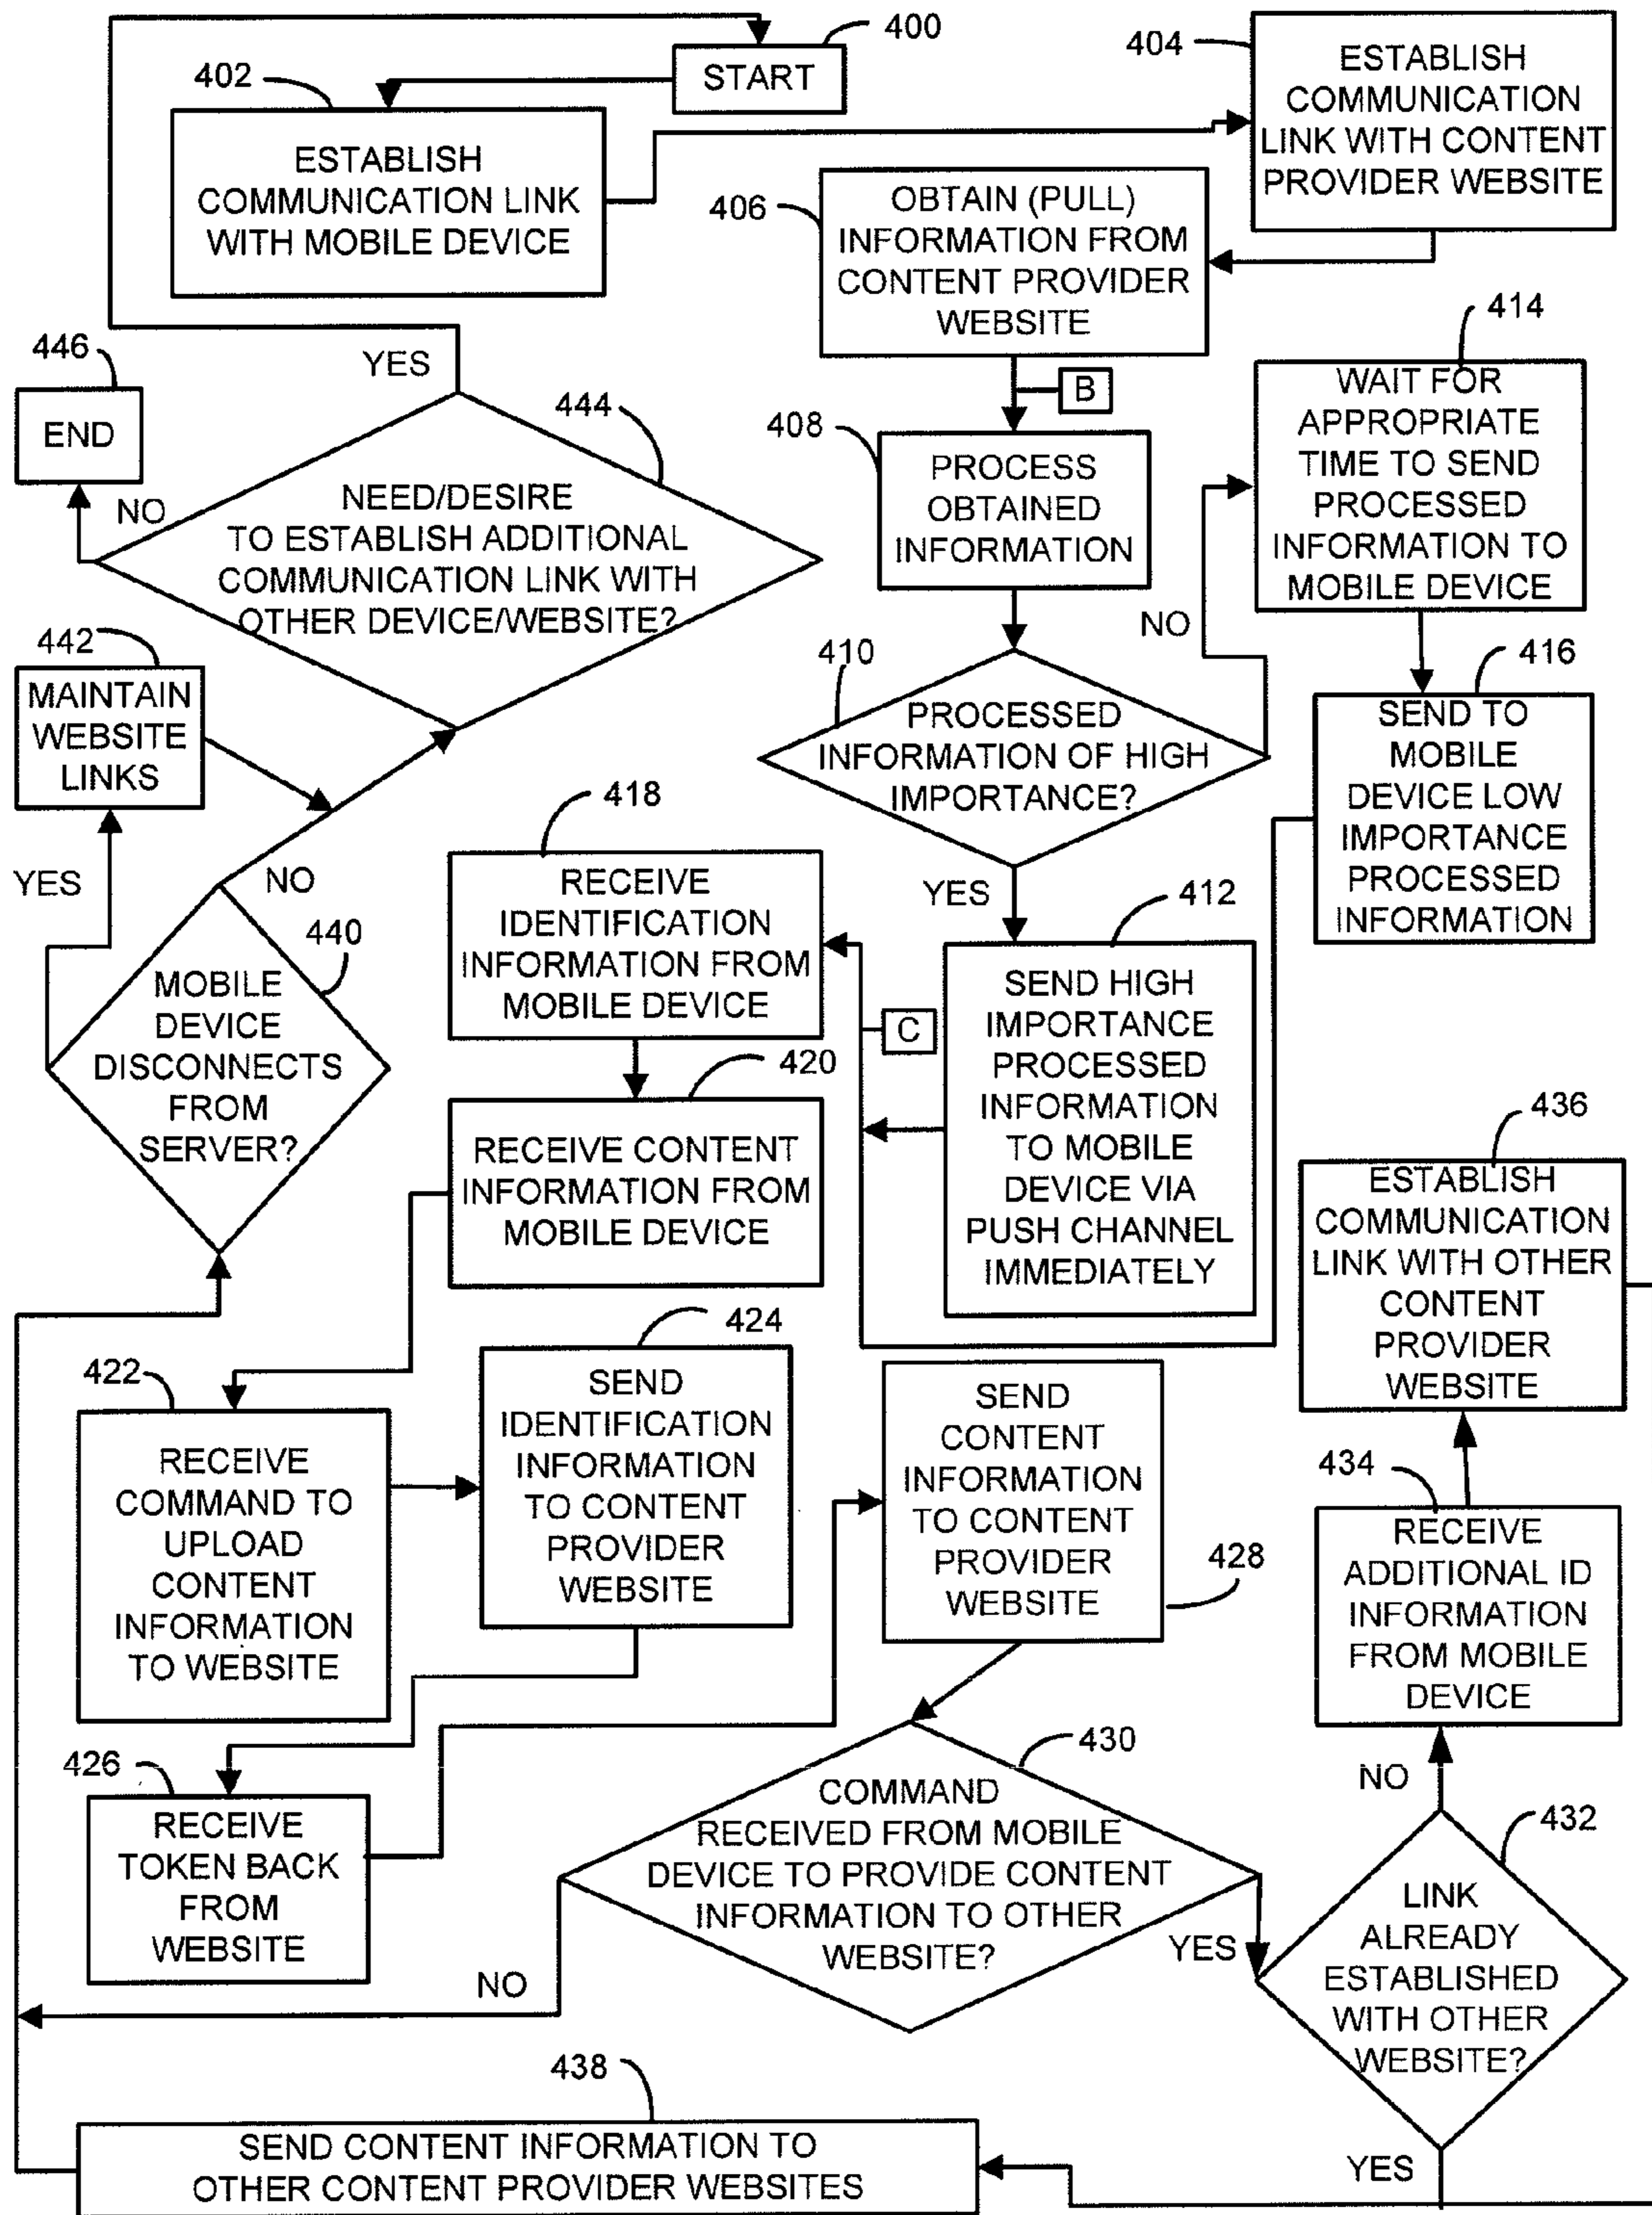 400
START
402
ESTABLISH
COMMUNICATION LINK
WITH MOBILE DEVICE
404
ESTABLISH
COMMUNICATION
LINK WITH CONTENT
PROVIDER WEBSITE
406
OBTAIN (PULL)
INFORMATION FROM
CONTENT PROVIDER
WEBSITE
B
408
PROCESS
OBTAINED
INFORMATION
410
PROCESSED
INFORMATION OF HIGH
IMPORTANCE?
NO
YES
414
WAIT FOR
APPROPRIATE
TIME TO SEND
PROCESSED
INFORMATION TO
MOBILE DEVICE
416
SEND TO
MOBILE
DEVICE LOW
IMPORTANCE
PROCESSED
INFORMATION
412
SEND HIGH
IMPORTANCE
PROCESSED
INFORMATION
TO MOBILE
DEVICE VIA
PUSH CHANNEL
IMMEDIATELY
C
418
RECEIVE
IDENTIFICATION
INFORMATION FROM
MOBILE DEVICE
420
RECEIVE CONTENT
INFORMATION FROM
MOBILE DEVICE
422
RECEIVE
COMMAND TO
UPLOAD
CONTENT
INFORMATION
TO WEBSITE
424
SEND
IDENTIFICATION
INFORMATION
TO CONTENT
PROVIDER
WEBSITE
426
RECEIVE
TOKEN BACK
FROM
WEBSITE
428
SEND
CONTENT
INFORMATION
TO CONTENT
PROVIDER
WEBSITE
430
COMMAND
RECEIVED FROM MOBILE
DEVICE TO PROVIDE CONTENT
INFORMATION TO OTHER
WEBSITE?
NO
YES
432
LINK
ALREADY
ESTABLISHED
WITH OTHER
WEBSITE?
NO
YES
434
RECEIVE
ADDITIONAL ID
INFORMATION
FROM MOBILE
DEVICE
436
ESTABLISH
COMMUNICATION
LINK WITH OTHER
CONTENT
PROVIDER
WEBSITE
438
SEND CONTENT INFORMATION TO
OTHER CONTENT PROVIDER WEBSITES
440
MOBILE
DEVICE
DISCONNECTS
FROM
SERVER?
YES
NO
442
MAINTAIN
WEBSITE
LINKS
444
NEED/DESIRE
TO ESTABLISH ADDITIONAL
COMMUNICATION LINK WITH
OTHER DEVICE/WEBSITE?
YES
NO
446
END